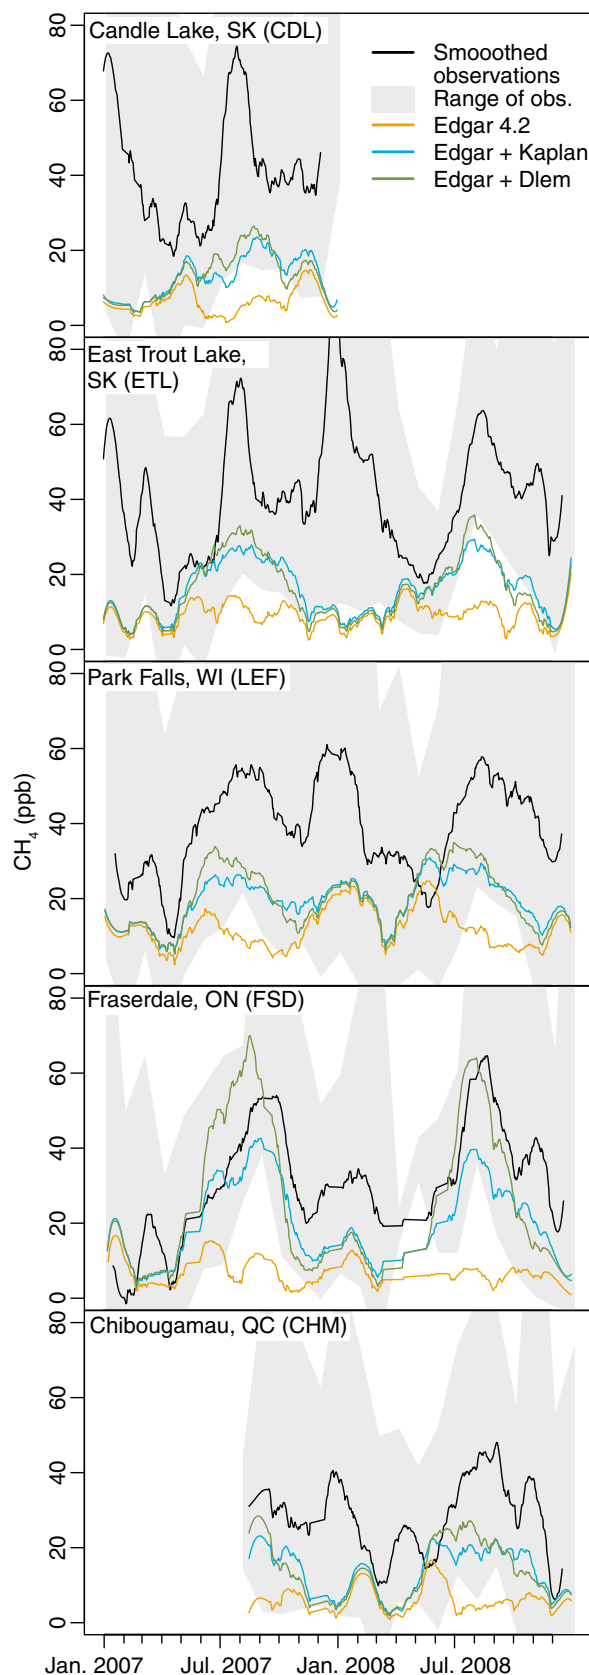 Candle Lake, SK (CDL)
Smooothed
observations
Range of obs.
Edgar 4.2
Edgar + Kaplan
Edgar + Dlem
80
60
40
20
0
East Trout Lake,
SK (ETL)
80
60
40
20
0
Park Falls, WI (LEF)
80
60
40
20
0
CH4 (ppb)
Fraserdale, ON (FSD)
80
60
40
20
0
Chibougamau, QC (CHM)
80
60
40
20
0
Jan. 2007 Jul. 2007 Jan. 2008 Jul. 2008